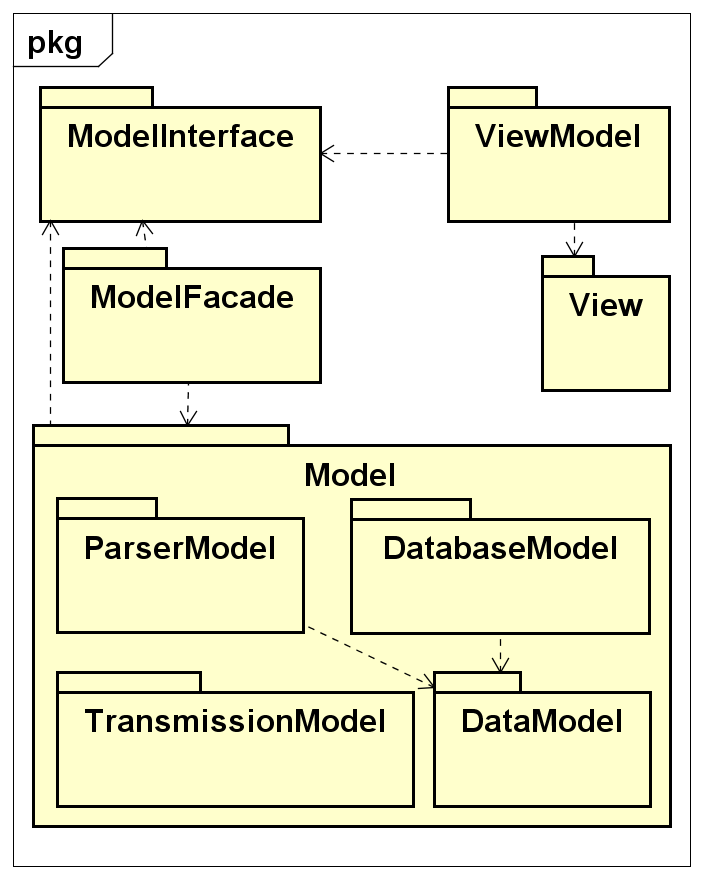 pkg
ModelInterface
ViewModel
ModelFacade
View
Model
ParserModel
DatabaseModel
TransmissionModel
DataModel